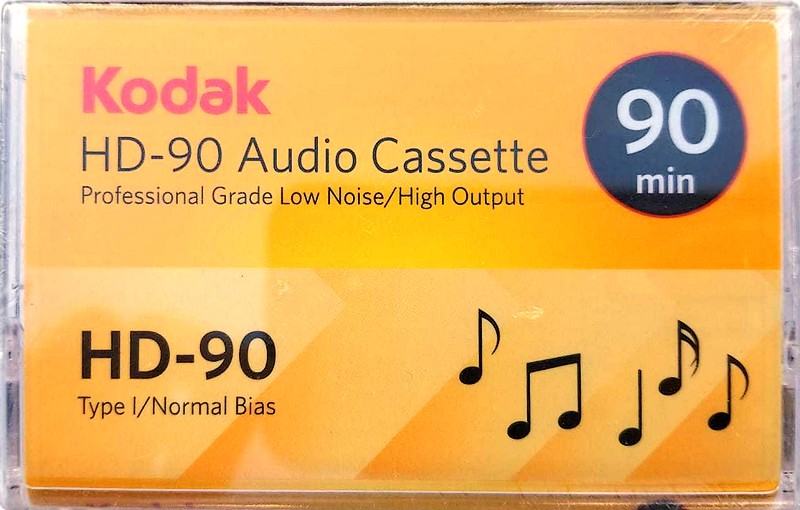 Kodak
HD-90 Audio Cassette
Professional Grade Low Noise/High Output
90
min
HD-90
Type I/Normal Bias